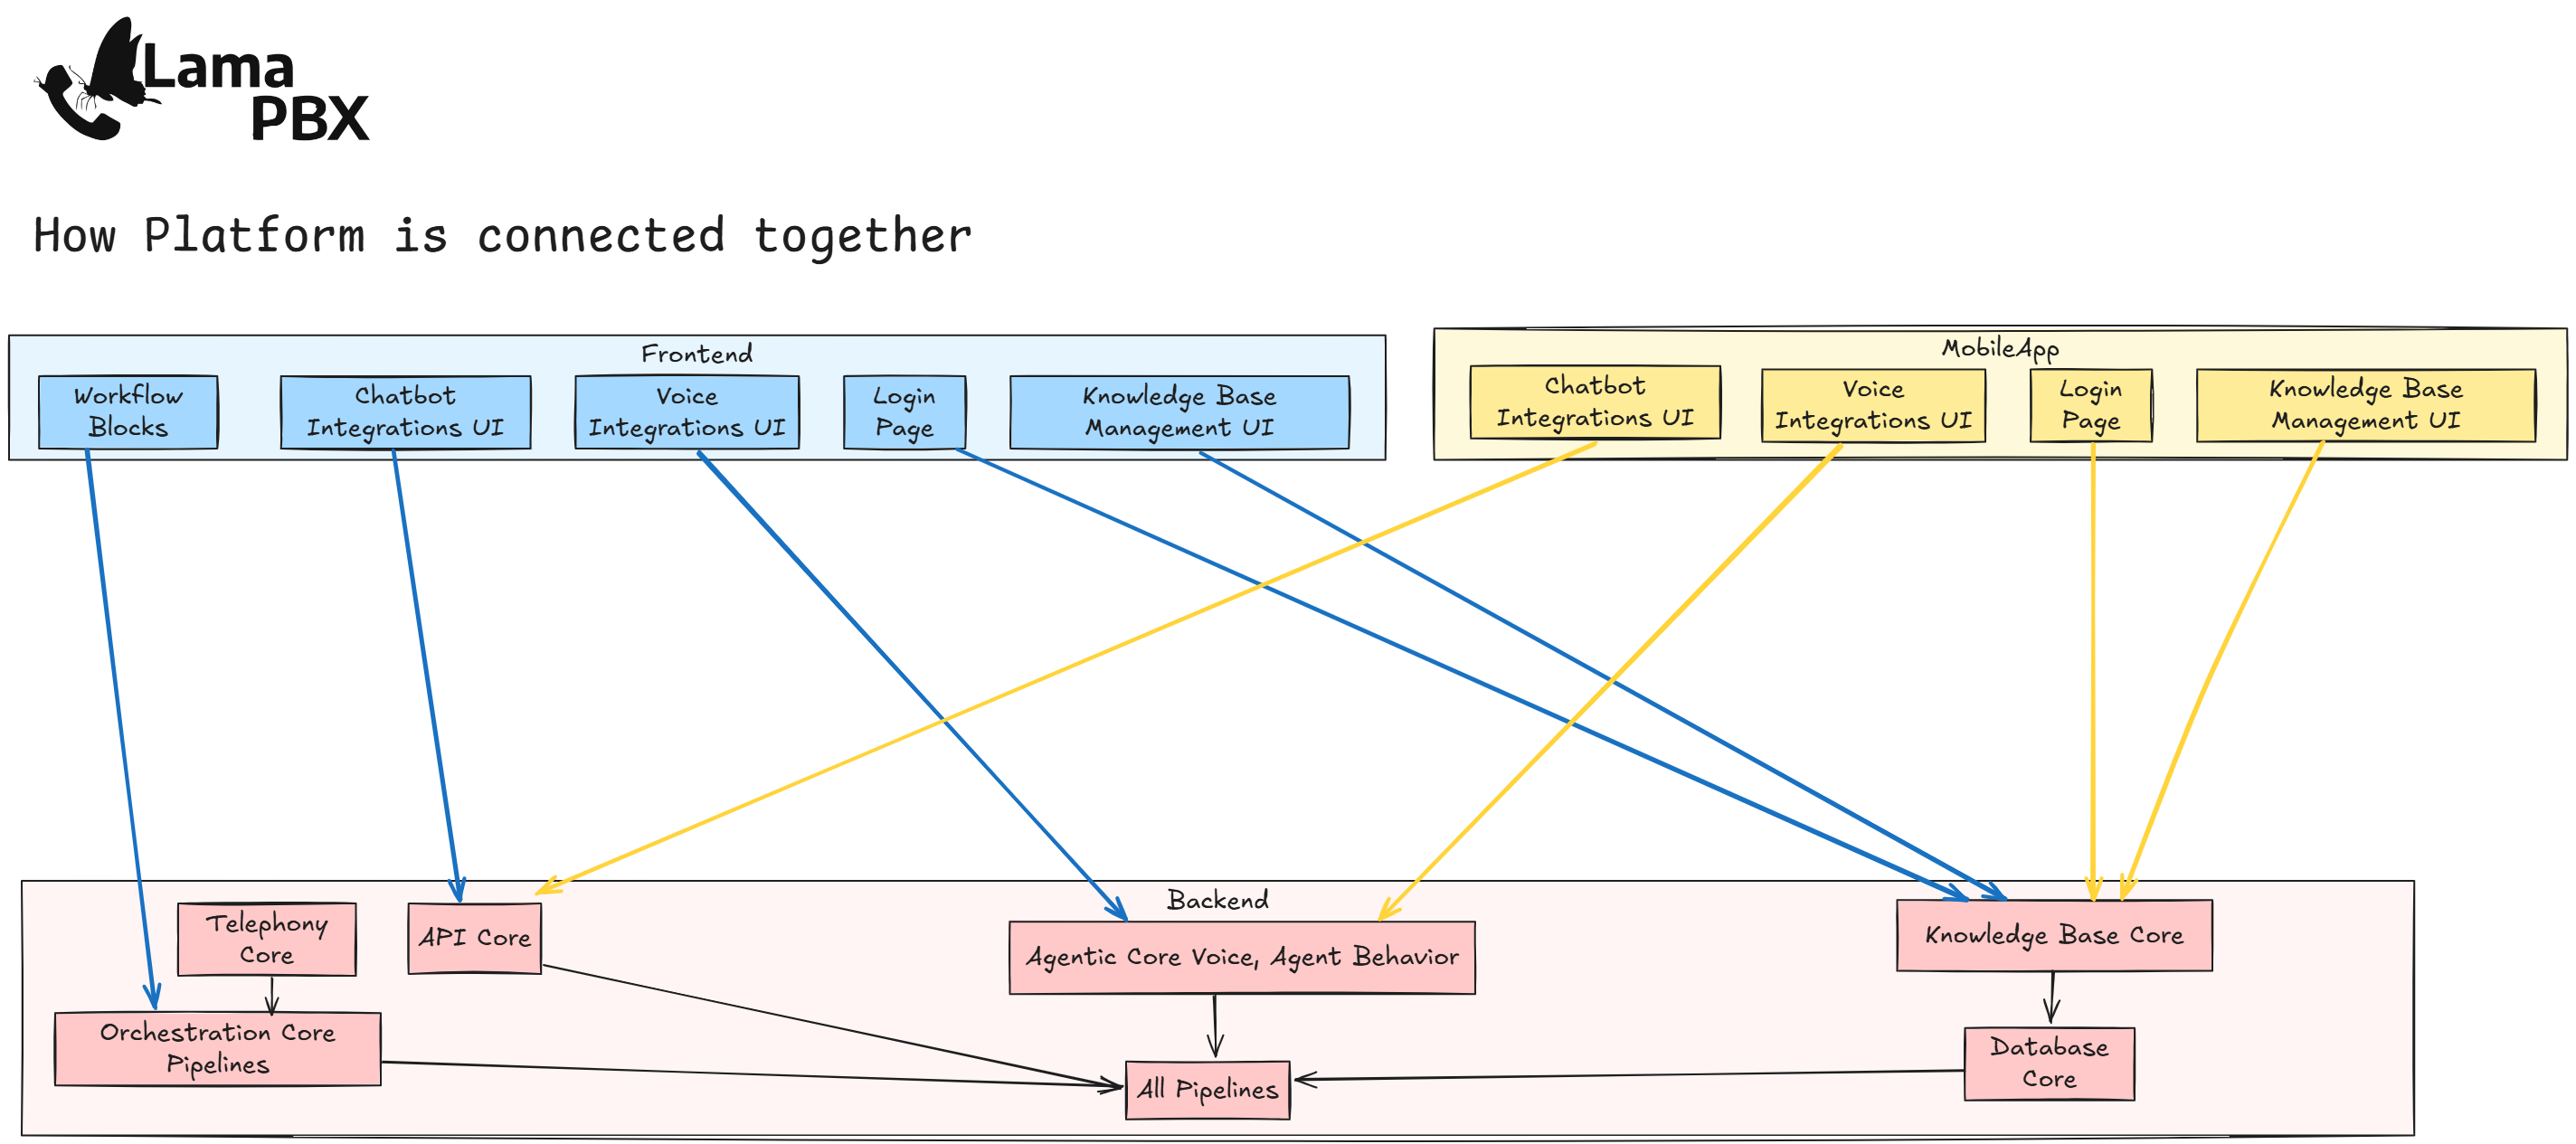 Lama
PBX
How Platform is connected together
Frontend
Workflow
Blocks
Chatbot
Integrations UI
Voice
Integrations UI
Login
Page
Knowledge Base
Management UI
MobileApp
Chatbot
Integrations UI
Voice
Integrations UI
Login
Page
Knowledge Base
Management UI
Backend
Telephony
Core
API Core
Agentic Core Voice, Agent Behavior
Knowledge Base Core
Orchestration Core
Pipelines
All Pipelines
Database
Core